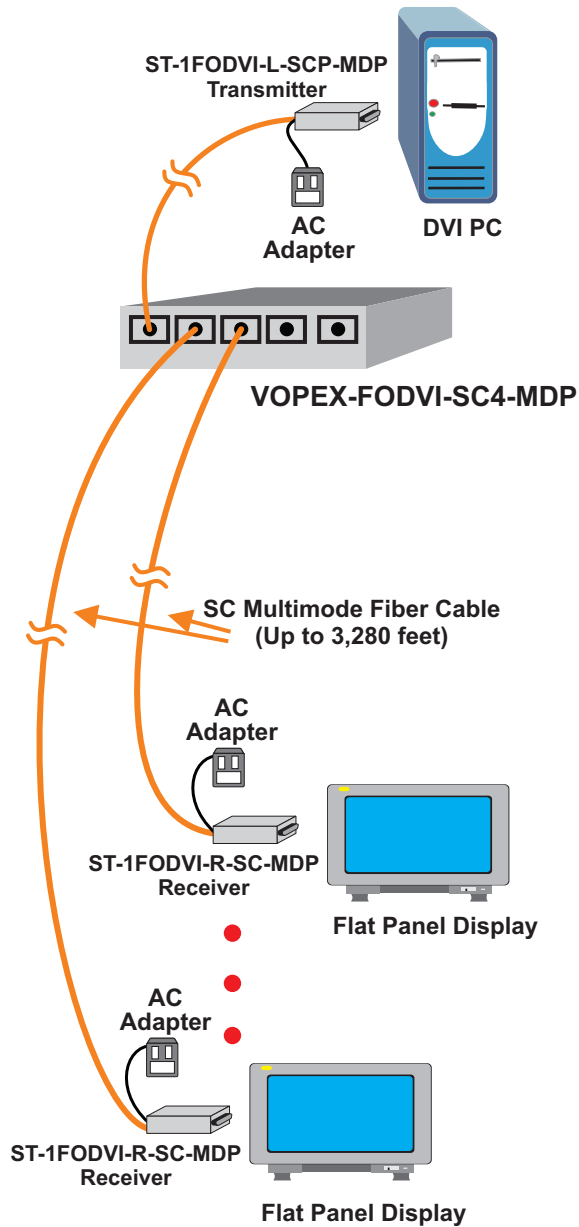 ST-1FODVI-L-SCP-MDP
Transmitter
AC
Adapter
DVI PC
VOPEX-FODVI-SC4-MDP
SC Multimode Fiber Cable
(Up to 3,280 feet)
AC
Adapter
ST-1FODVI-R-SC-MDP
Receiver
Flat Panel Display
AC
Adapter
ST-1FODVI-R-SC-MDP
Receiver
Flat Panel Display